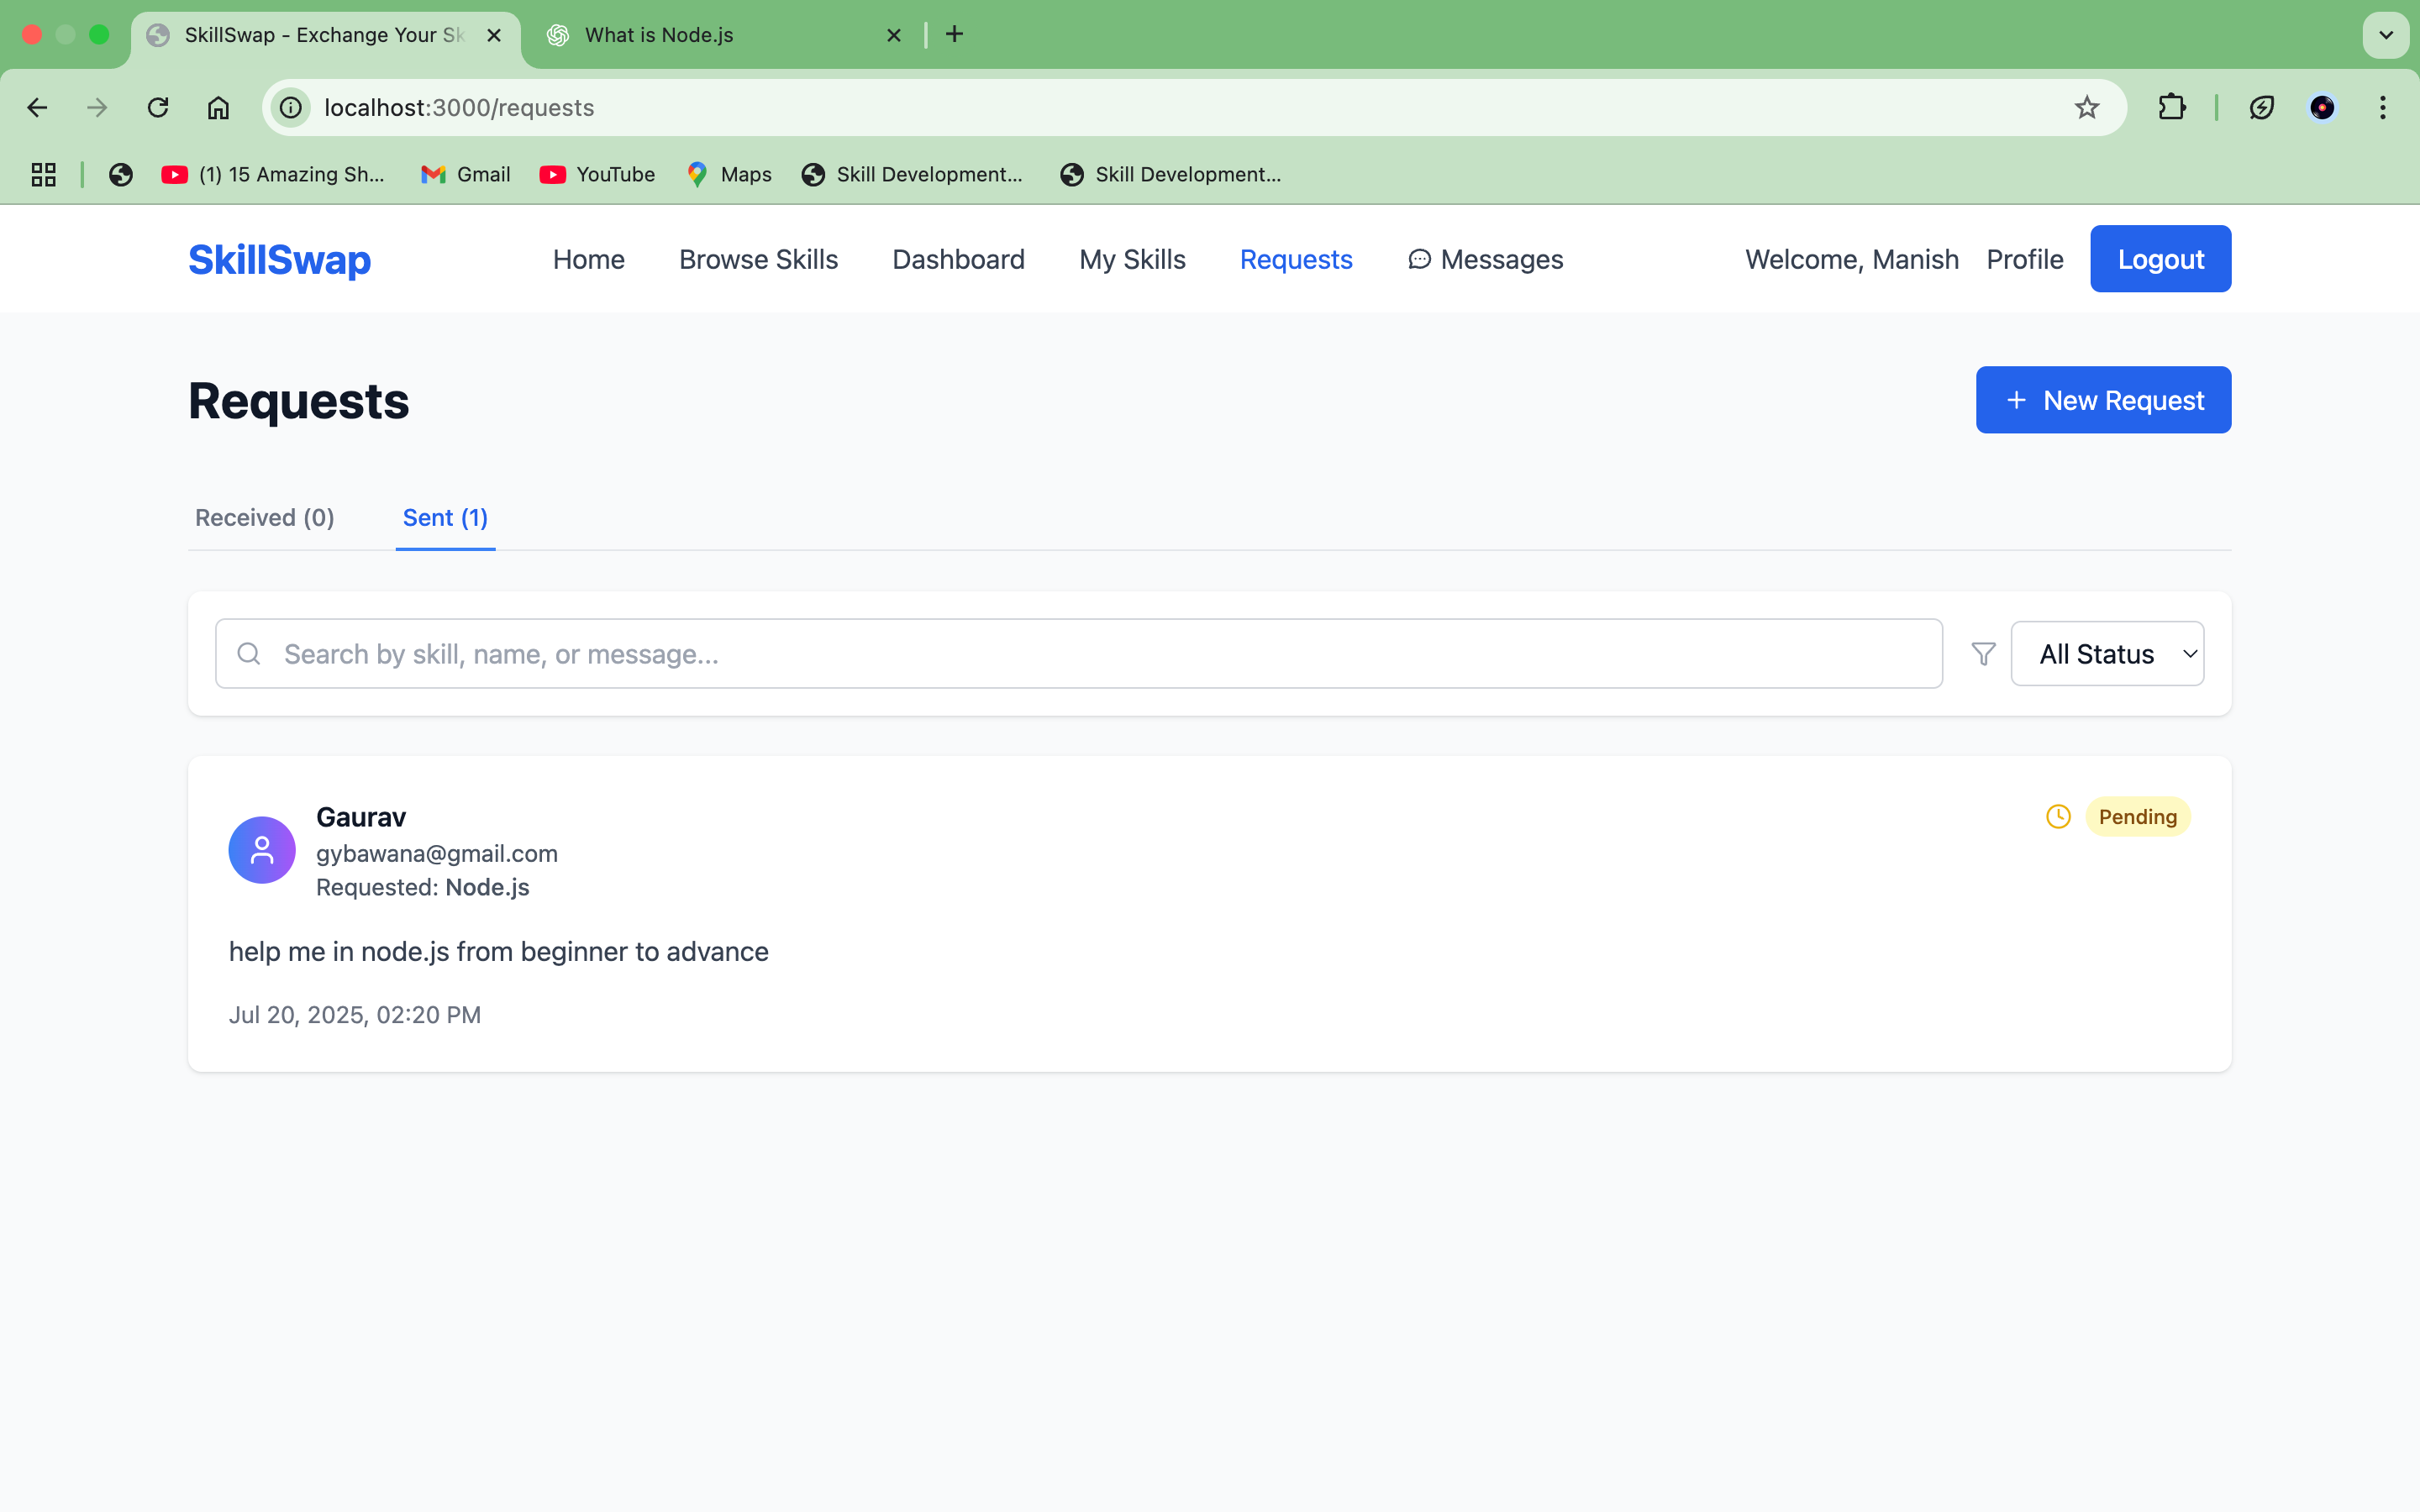 SkillSwap - Exchange Your Sk
What is Node.js
localhost:3000/requests
(1) 15 Amazing Sh...
Gmail
YouTube
Maps
Skill Development...
Skill Development...
SkillSwap
Home
Browse Skills
Dashboard
My Skills
Requests
Messages
Welcome, Manish
Profile
Logout
Requests
+ New Request
Received (0)
Sent (1)
Search by skill, name, or message...
All Status
Gaurav
Pending
gybawana@gmail.com
Requested: Node.js
help me in node.js from beginner to advance
Jul 20, 2025, 02:20 PM